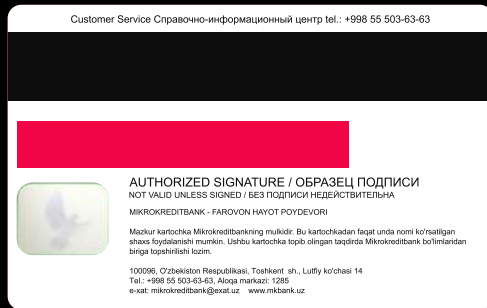 Customer Service Справочно-информационный центр tel.: +998 55 503-63-63
AUTHORIZED SIGNATURE / ОБРАЗЕЦ ПОДПИСИ
NOT VALID UNLESS SIGNED / БЕЗ ПОДПИСИ НЕДЕЙСТВИТЕЛЬНА
MIKROKREDITBANK - FAROVON HAYOT POYDEVORI
Mazkur kartochka Mikrokreditbankning mulkidir. Bu kartochkadan faqat unda nomi ko'rsatilgan
shaxs foydalanishi mumkin. Ushbu kartochka topib olingan taqdirda Mikrokreditbank bo'limlaridan
biriga topshirilishi lozim.
100096, O'zbekiston Respublikasi, Toshkent sh., Lutfiy ko'chasi 14
Tel.: +998 55 503-63-63, Aloqa markazi: 1285
e-xat: mikrokreditbank@exat.uz www.mkbank.uz